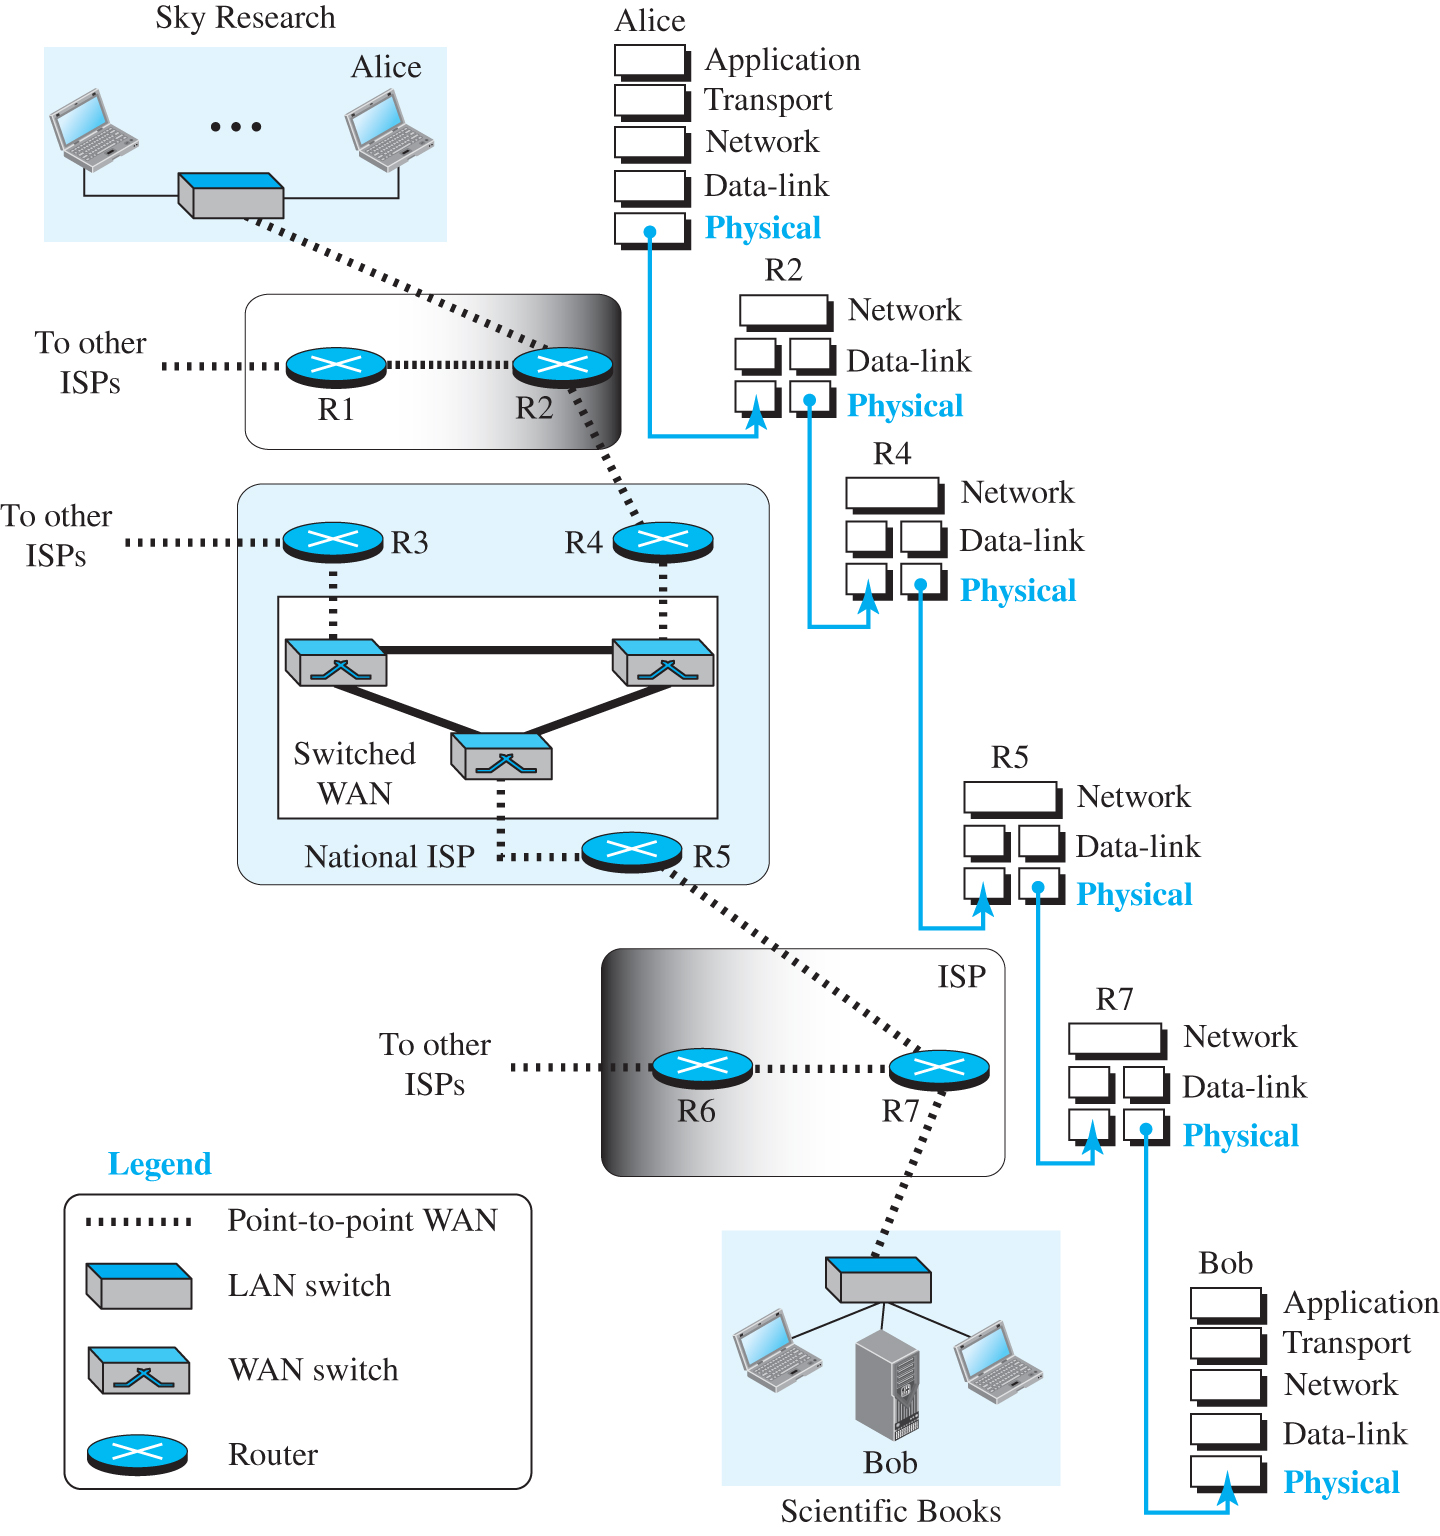 Sky Research
Alice
Alice
Application
Transport
Network
Data-link
Physical
R2
Network
Data-link
Physical
To other
ISPs
R1
R2
R4
Network
Data-link
Physical
To other
ISPs
R3
R4
Switched
WAN
National ISP
R5
R5
Network
Data-link
Physical
ISP
To other
ISPs
R6
R7
R7
Network
Data-link
Physical
Legend
Point-to-point WAN
LAN switch
WAN switch
Router
Bob
Scientific Books
Bob
Application
Transport
Network
Data-link
Physical